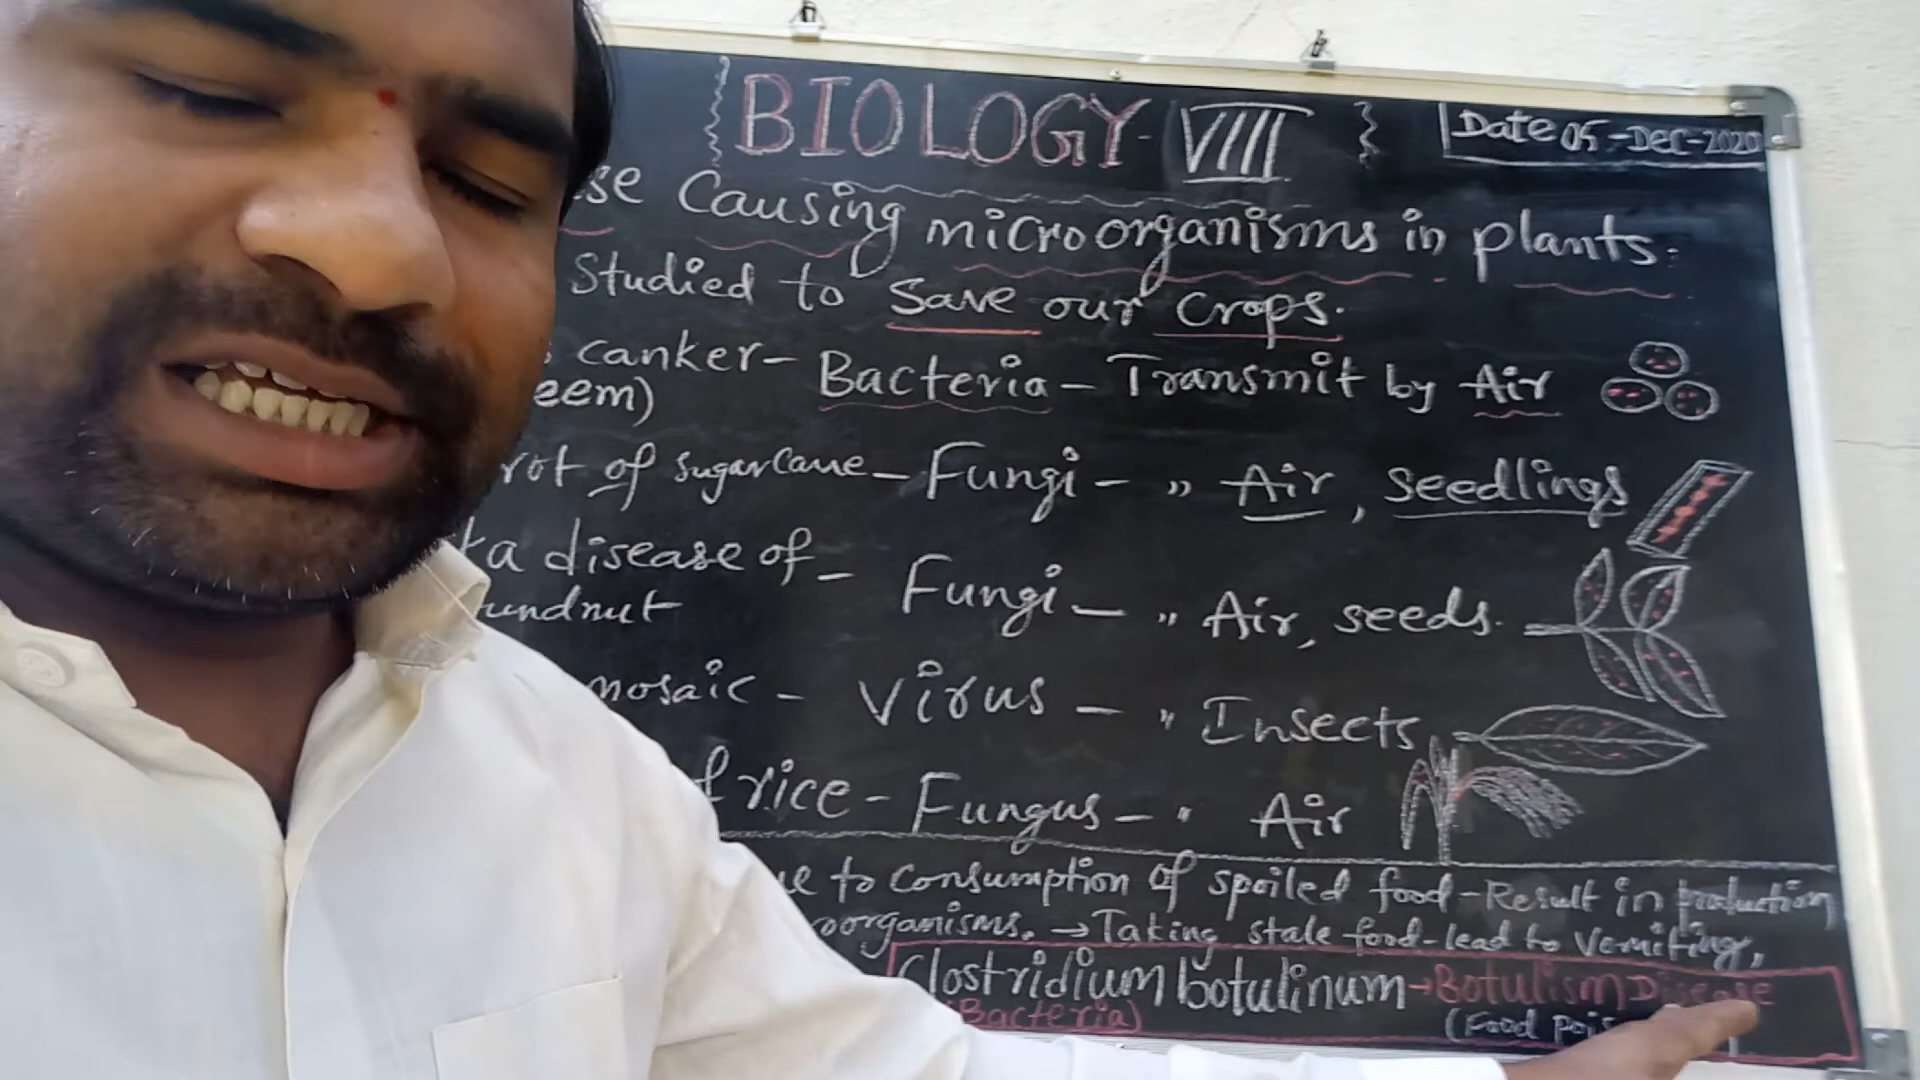 BIOLOGY - VIII
Date 05-Dec-2020
se Causing microorganisms in plants:
Studied to Save our Crops.
canker - Bacteria - Transmit by Air
eem)
rot of sugarcane - Fungi - " Air, seedlings
ka disease of - Fungi - " Air, seeds.
undnut
mosaic - Virus - " Insects
f rice - Fungus - " Air
ue to consumption of spoiled food - Result in production
oorganisms. → Taking stale food - lead to Vomiting,
Clostridium botulinum → Botulism Disease
(Bacteria)
(Food pois